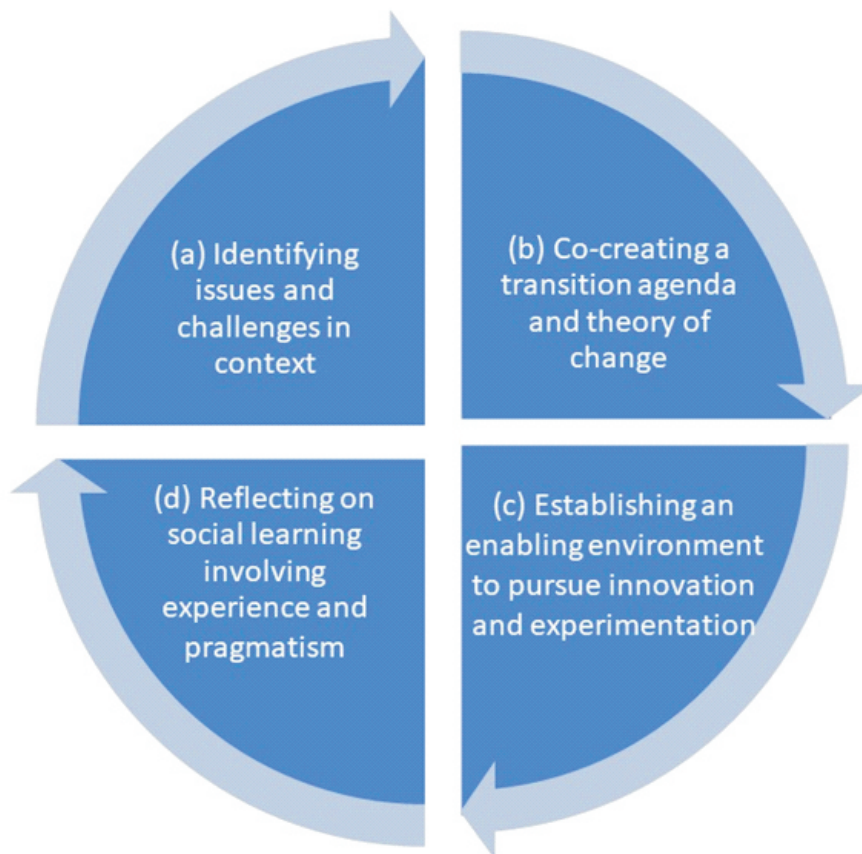 (a) Identifying
issues and
challenges in
context
(b) Co-creating a
transition agenda
and theory of
change
(c) Establishing an
enabling environment
to pursue innovation
and experimentation
(d) Reflecting on
social learning
involving
experience and
pragmatism